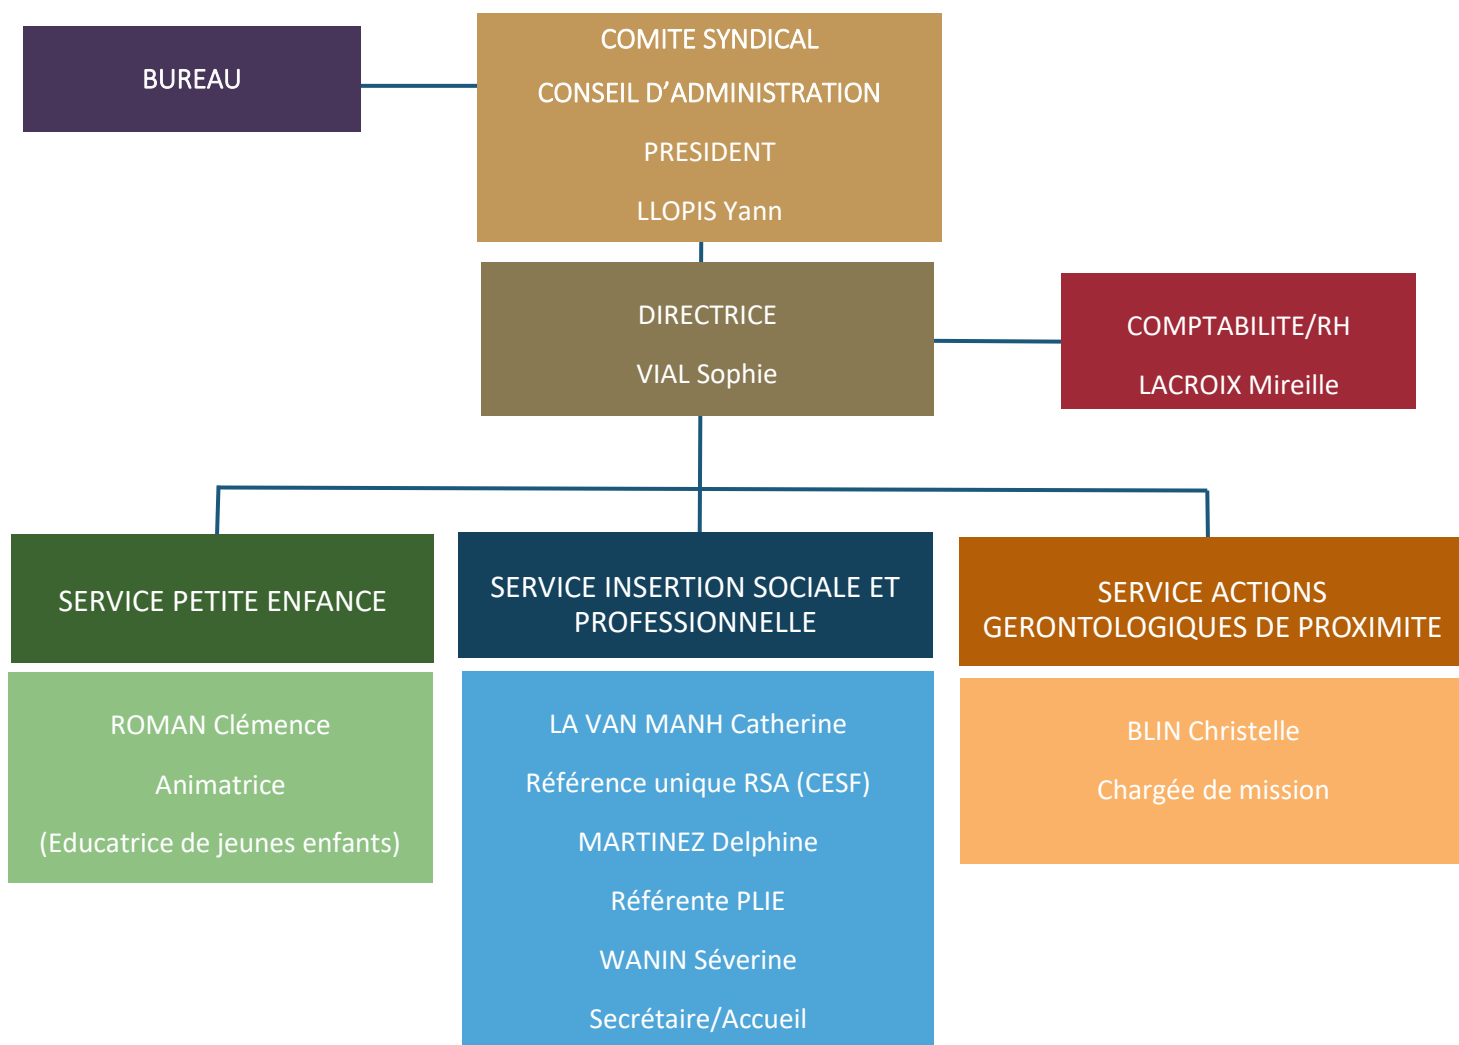 BUREAU
COMITE SYNDICAL
CONSEIL D’ADMINISTRATION
PRESIDENT
LLOPIS Yann
DIRECTRICE
VIAL Sophie
COMPTABILITE/RH
LACROIX Mireille
SERVICE PETITE ENFANCE
ROMAN Clémence
Animatrice
(Educatrice de jeunes enfants)
SERVICE INSERTION SOCIALE ET
PROFESSIONNELLE
LA VAN MANH Catherine
Référence unique RSA (CESF)
MARTINEZ Delphine
Référente PLIE
WANIN Séverine
Secrétaire/Accueil
SERVICE ACTIONS
GERONTOLOGIQUES DE PROXIMITE
BLIN Christelle
Chargée de mission